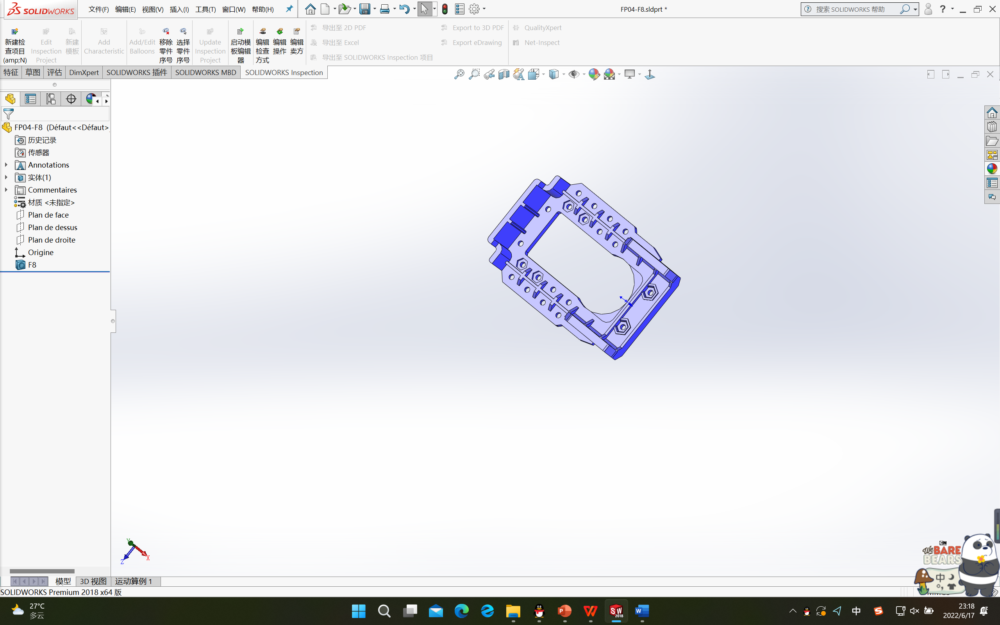 SOLIDWORKS 文件(F) 编辑(E) 视图(V) 插入(I) 工具(T) 窗口(W) 帮助(H) FP04-F8.sldprt * 搜索 SOLIDWORKS 帮助
新建检查项目(amp;N)
Edit Inspection Project
新建模板
Add Characteristic
Add/Edit Balloons
移除零件序号
选择零件序号
Update Inspection Project
启动模板编辑器
编辑检查方式
编辑操作
编辑卖方
导出至 2D PDF
导出至 Excel
导出至 SOLIDWORKS Inspection 项目
Export to 3D PDF
Export eDrawing
QualityXpert
Net-Inspect
特征 草图 评估 DimXpert SOLIDWORKS 插件 SOLIDWORKS MBD SOLIDWORKS Inspection
FP04-F8 (Défaut<<Défaut>
历史记录
传感器
Annotations
实体(1)
Commentaires
材质 <未指定>
Plan de face
Plan de dessus
Plan de droite
Origine
F8
Y
Z
X
CN
We BARE
BEARS
中
模型 3D 视图 运动算例 1
SOLIDWORKS Premium 2018 x64 版
27°C
多云
SW
2018
中
23:18
2022/6/17